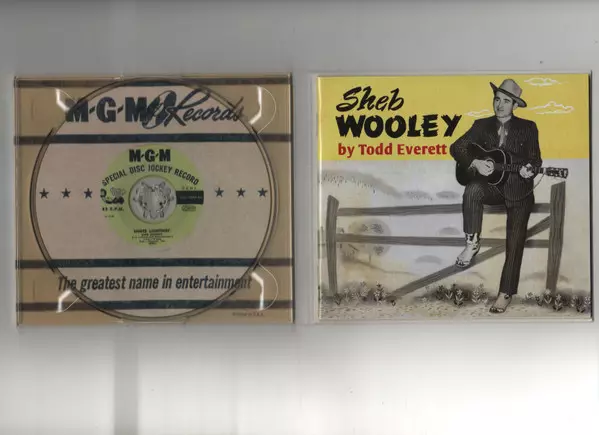 M-G-M Records
M-G-M
SPECIAL DISC JOCKEY RECORD
The greatest name in entertainment
Sheb
WOOLEY
by Todd Everett